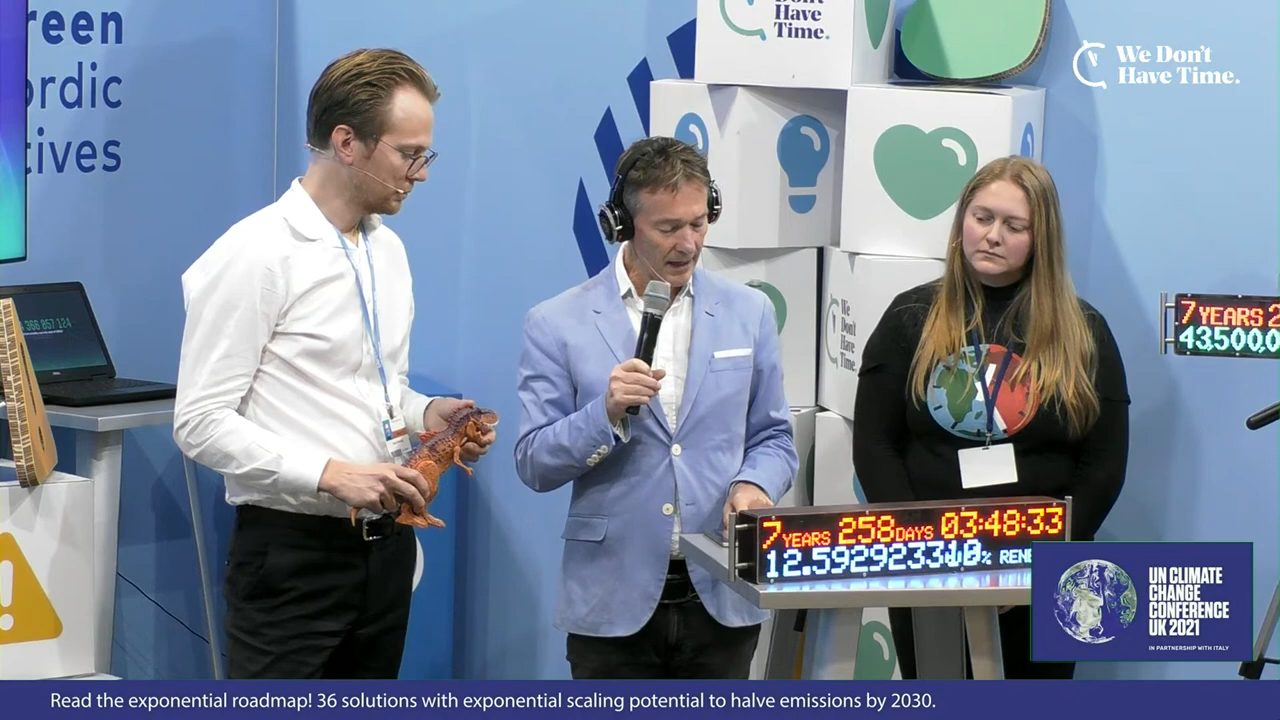 reen
ordic
tives
We Don't
Have Time.
Have
Time.
We
Don't
Have
Time.
7 YEARS 2
43,500,0
7 YEARS 258 DAYS 03:48:33
RENE
UN CLIMATE
CHANGE
CONFERENCE
UK 2021
IN PARTNERSHIP WITH ITALY
Read the exponential roadmap! 36 solutions with exponential scaling potential to halve emissions by 2030.